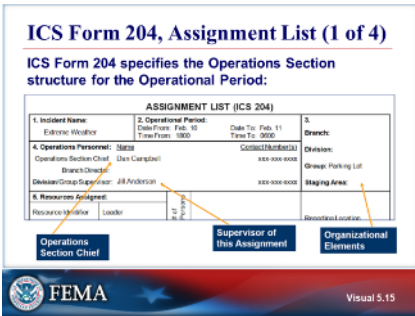 ICS Form 204, Assignment List (1 of 4)
ICS Form 204 specifies the Operations Section
structure for the Operational Period:
ASSIGNMENT LIST (ICS 204)
1. Incident Name:
Extreme Weather
2. Operational Period:
Date From: Feb. 10 Date To: Feb. 11
Time From: 1800 Time To: 0600
3.
Branch:
Division:
Group: Parking Lot
Staging Area:
4. Operations Personnel: Name Contact Number(s)
Operations Section Chief: Dan Campbell xxx-xxx-xxxx
Branch Director:
Division/Group Supervisor: Jill Anderson xxx-xxx-xxxx
5. Resources Assigned:
Resource Identifier Leader
Reporting Location
Operations
Section Chief
Supervisor of
this Assignment
Organizational
Elements
FEMA
Visual 5.15